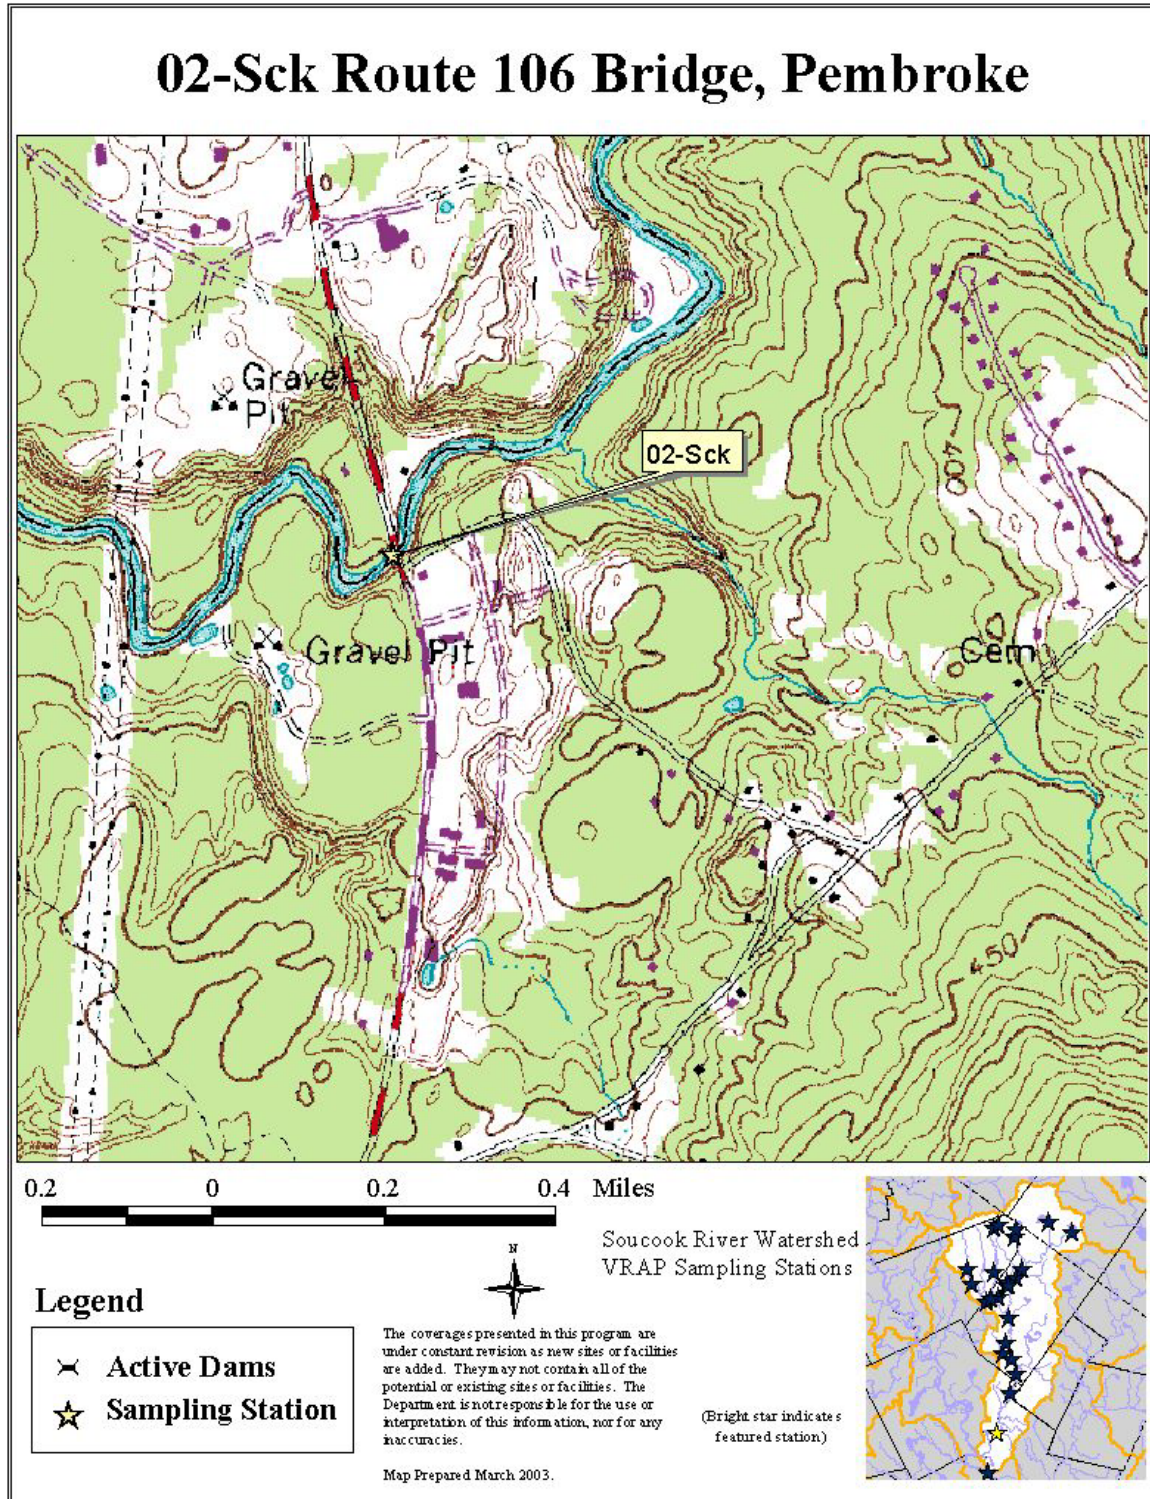 02-Sck Route 106 Bridge, Pembroke
Gravel
Pit
02-Sck
400
Gravel Pit
Cem
450
0.2 0 0.2 0.4 Miles
N
Soucook River Watershed
VRAP Sampling Stations
Legend
Active Dams
Sampling Station
The coverages presented in this program are
under constant revision as new sites or facilities
are added. They may not contain all of the
potential or existing sites or facilities. The
Department is not responsible for the use or
interpretation of this information, nor for any
inaccuracies.
Map Prepared March 2003.
(Bright star indicates
featured station)